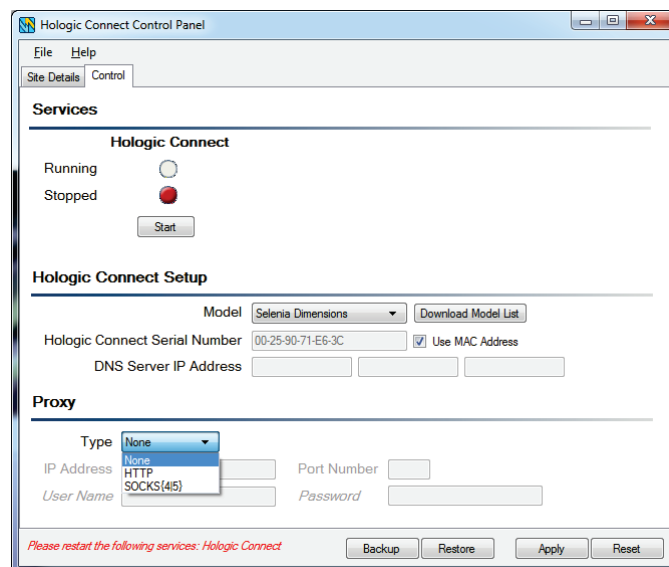 Hologic Connect Control Panel
File Help
Site Details Control
Services
Hologic Connect
Running
Stopped
Start
Hologic Connect Setup
Model Selenia Dimensions Download Model List
Hologic Connect Serial Number 00-25-90-71-E6-3C Use MAC Address
DNS Server IP Address
Proxy
Type None
None
IP Address Port Number
HTTP
SOCKS{4|5}
User Name Password
Please restart the following services: Hologic Connect Backup Restore Apply Reset